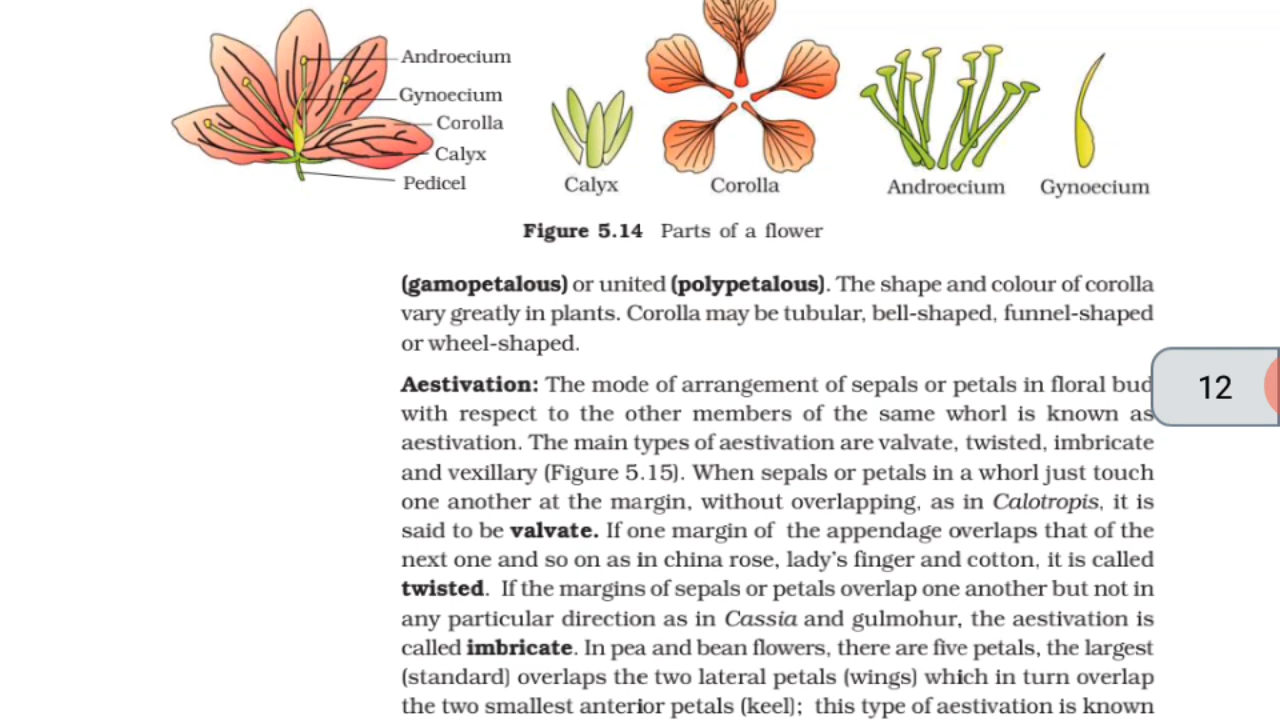 Androecium
Gynoecium
Corolla
Calyx
Pedicel
Calyx
Corolla
Androecium
Gynoecium
Figure 5.14 Parts of a flower
(gamopetalous) or united (polypetalous). The shape and colour of corolla
vary greatly in plants. Corolla may be tubular, bell-shaped, funnel-shaped
or wheel-shaped.
Aestivation: The mode of arrangement of sepals or petals in floral bud
with respect to the other members of the same whorl is known as
aestivation. The main types of aestivation are valvate, twisted, imbricate
and vexillary (Figure 5.15). When sepals or petals in a whorl just touch
one another at the margin, without overlapping, as in Calotropis, it is
said to be valvate. If one margin of the appendage overlaps that of the
next one and so on as in china rose, lady's finger and cotton, it is called
twisted. If the margins of sepals or petals overlap one another but not in
any particular direction as in Cassia and gulmohur, the aestivation is
called imbricate. In pea and bean flowers, there are five petals, the largest
(standard) overlaps the two lateral petals (wings) which in turn overlap
the two smallest anterior petals (keel); this type of aestivation is known
12